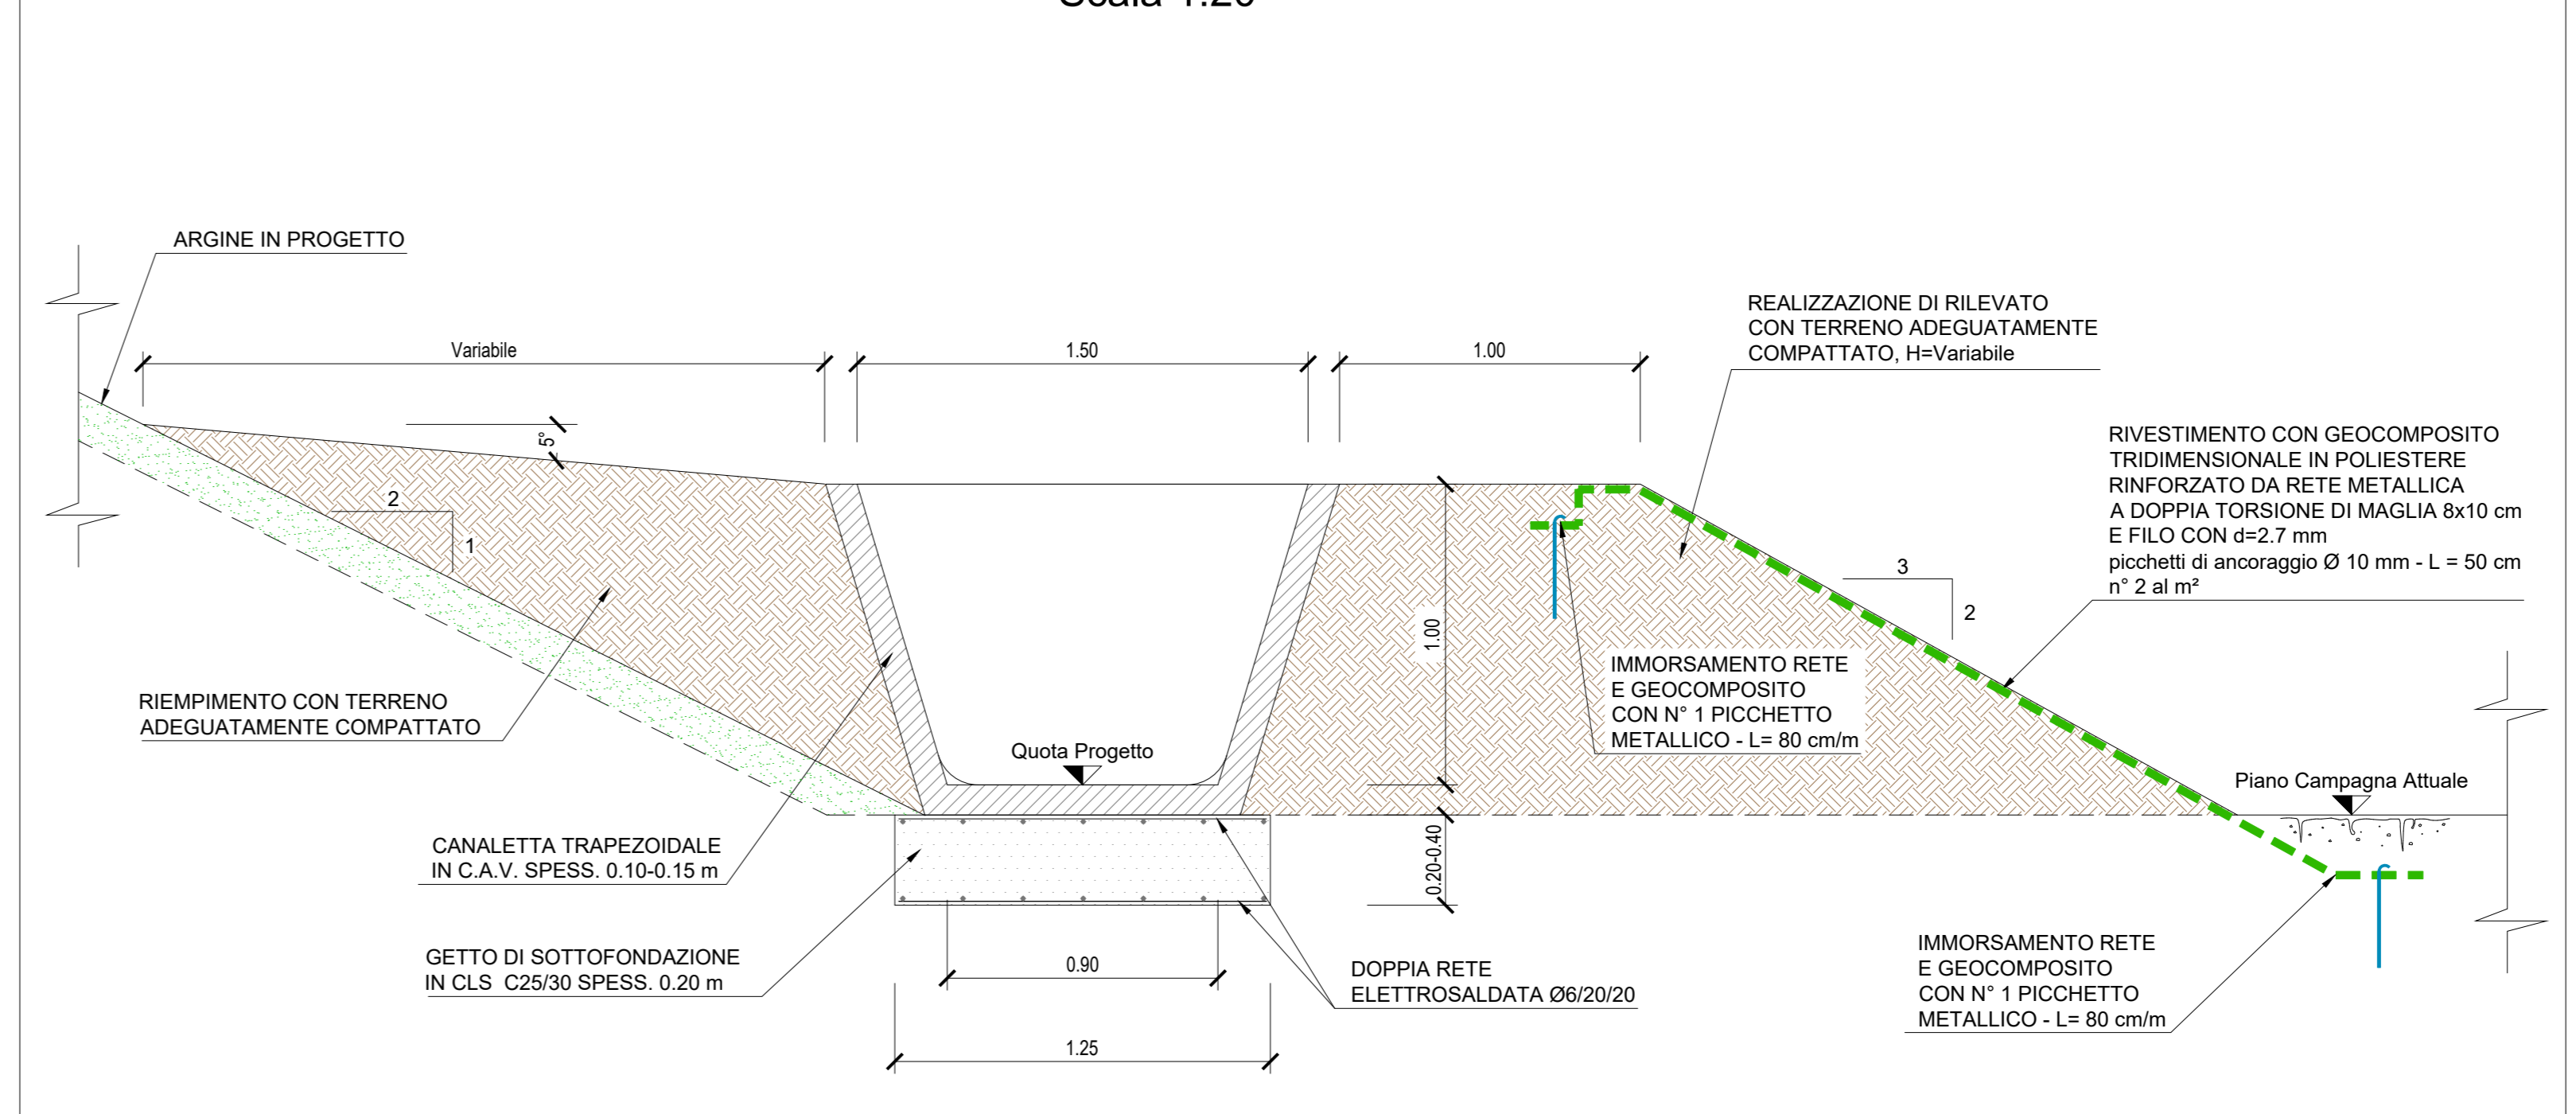 ARGINE IN PROGETTO
Variabile
1.50
1.00
REALIZZAZIONE DI RILEVATO
CON TERRENO ADEGUATAMENTE
COMPATTATO, H=Variabile
5°
2
1
RIVESTIMENTO CON GEOCOMPOSITO
TRIDIMENSIONALE IN POLIESTERE
RINFORZATO DA RETE METALLICA
A DOPPIA TORSIONE DI MAGLIA 8x10 cm
E FILO CON d=2.7 mm
picchetti di ancoraggio Ø 10 mm - L = 50 cm
n° 2 al m²
3
2
1.00
IMMORSAMENTO RETE
E GEOCOMPOSITO
CON N° 1 PICCHETTO
METALLICO - L= 80 cm/m
RIEMPIMENTO CON TERRENO
ADEGUATAMENTE COMPATTATO
Quota Progetto
Piano Campagna Attuale
CANALETTA TRAPEZOIDALE
IN C.A.V. SPESS. 0.10-0.15 m
0.20-0.40
GETTO DI SOTTOFONDAZIONE
IN CLS C25/30 SPESS. 0.20 m
0.90
DOPPIA RETE
ELETTROSALDATA Ø6/20/20
IMMORSAMENTO RETE
E GEOCOMPOSITO
CON N° 1 PICCHETTO
METALLICO - L= 80 cm/m
1.25